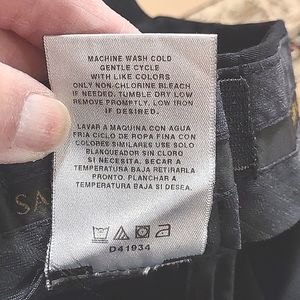 MACHINE WASH COLD
GENTLE CYCLE
WITH LIKE COLORS
ONLY NON-CHLORINE BLEACH
IF NEEDED. TUMBLE DRY LOW
REMOVE PROMPTLY. LOW IRON
IF DESIRED.
LAVAR A MAQUINA CON AGUA
FRIA CICLO DE ROPA FINA CON
COLORES SIMILARES USE SOLO
BLANQUEADOR SIN CLORO
SI NECESITA. SECAR A
TEMPERATURA BAJA RETIREN
PRONTO. PLANCHAR A
TEMPERATURA BAJA SI DESEA.
D41934
SA